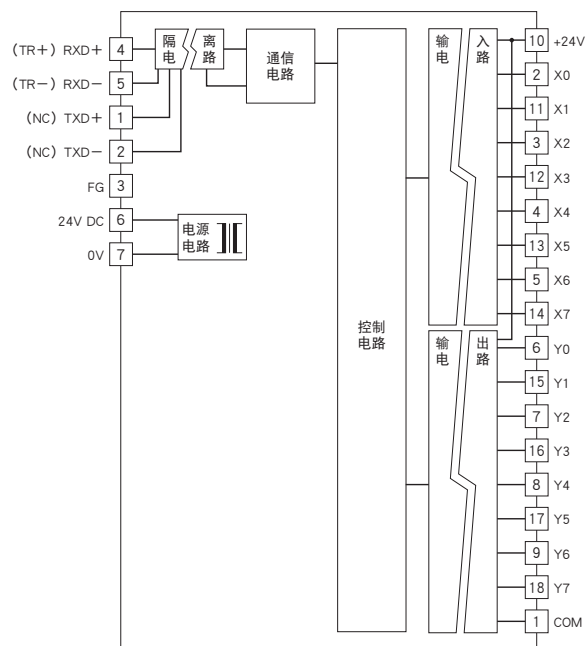 (TR+) RXD+ 4
(TR−) RXD− 5
(NC) TXD+ 1
(NC) TXD− 2
FG 3
24V DC 6
0V 7
隔离
电路
通信
电路
电源
电路
控制
电路
输入
电路
输出
电路
10 +24V
2 X0
11 X1
3 X2
12 X3
4 X4
13 X5
5 X6
14 X7
6 Y0
15 Y1
7 Y2
16 Y3
8 Y4
17 Y5
9 Y6
18 Y7
1 COM